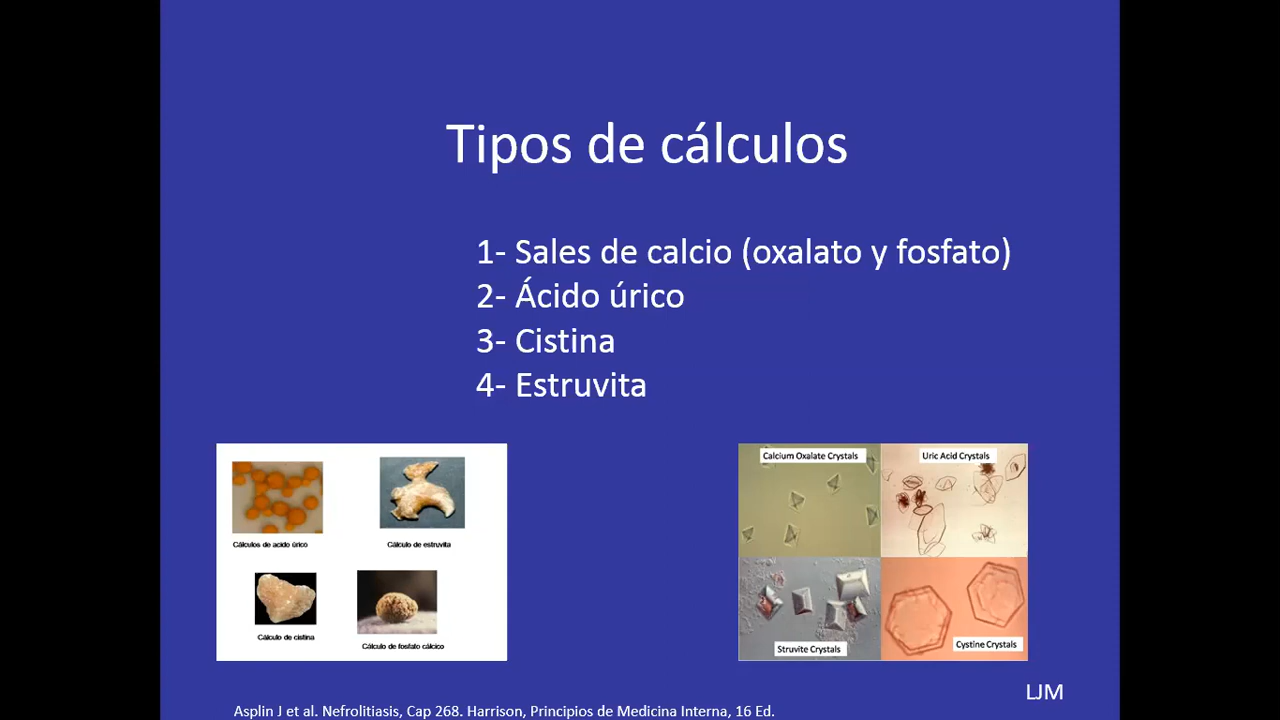 Tipos de cálculos
1- Sales de calcio (oxalato y fosfato)
2- Ácido úrico
3- Cistina
4- Estruvita
Cálculos de acido úrico
Cálculo de estruvita
Cálculo de cistina
Cálculo de fosfato cálcico
Calcium Oxalate Crystals
Uric Acid Crystals
Struvite Crystals
Cystine Crystals
LJM
Asplin J et al. Nefrolitiasis, Cap 268. Harrison, Principios de Medicina Interna, 16 Ed.